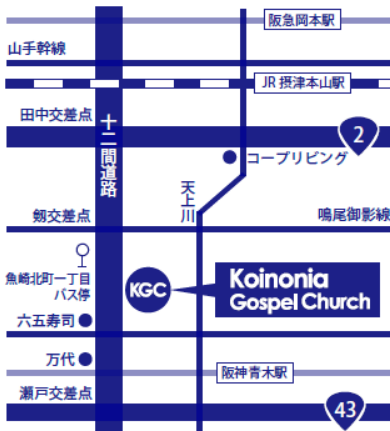 阪急岡本駅
山手幹線
JR 摂津本山駅
田中交差点
2
十二間道路
コープリビング
天上川
剱交差点
鳴尾御影線
魚崎北町一丁目
バス停
KGC
Koinonia
Gospel Church
六五寿司
万代
阪神青木駅
瀬戸交差点
43